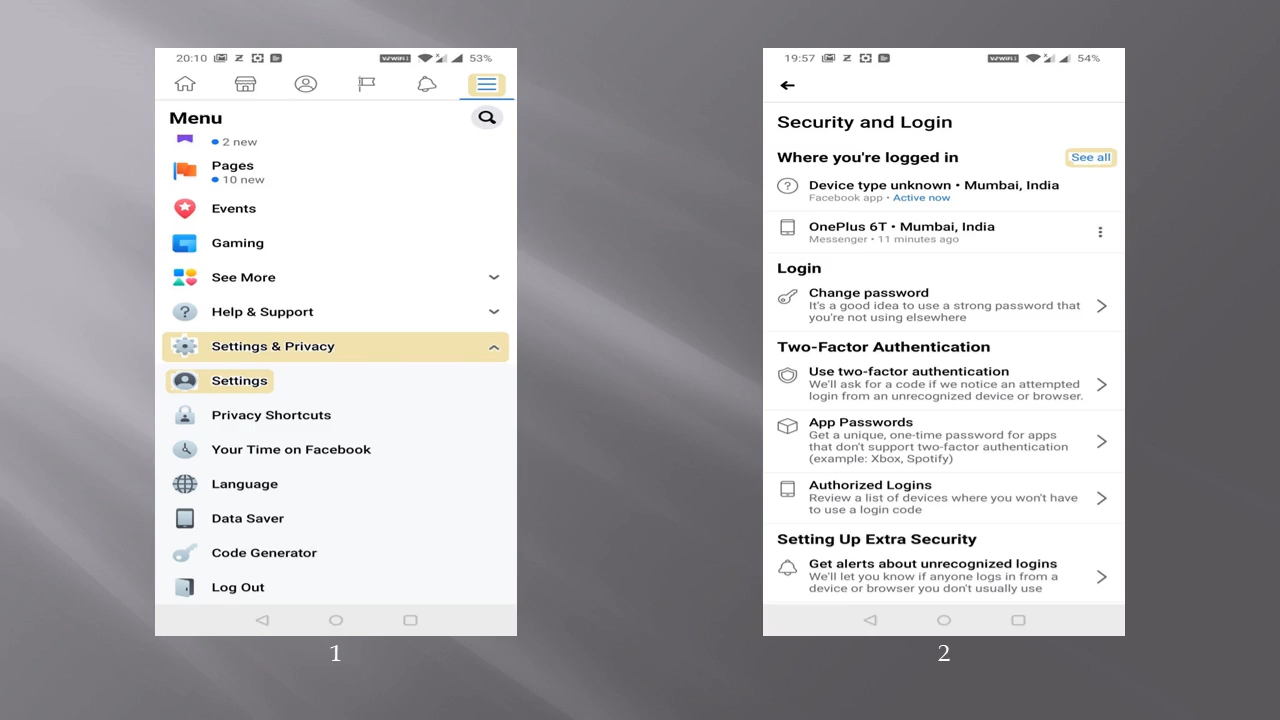 20:10
VoWiFi 1
53%
Menu
2 new
Pages
10 new
Events
Gaming
See More
Help & Support
Settings & Privacy
Settings
Privacy Shortcuts
Your Time on Facebook
Language
Data Saver
Code Generator
Log Out
1
19:57
VoWiFi 1
54%
Security and Login
Where you're logged in See all
Device type unknown • Mumbai, India
Facebook app • Active now
OnePlus 6T • Mumbai, India
Messenger • 11 minutes ago
Login
Change password
It's a good idea to use a strong password that
you're not using elsewhere
Two-Factor Authentication
Use two-factor authentication
We'll ask for a code if we notice an attempted
login from an unrecognized device or browser.
App Passwords
Get a unique, one-time password for apps
that don't support two-factor authentication
(example: Xbox, Spotify)
Authorized Logins
Review a list of devices where you won't have
to use a login code
Setting Up Extra Security
Get alerts about unrecognized logins
We'll let you know if anyone logs in from a
device or browser you don't usually use
2